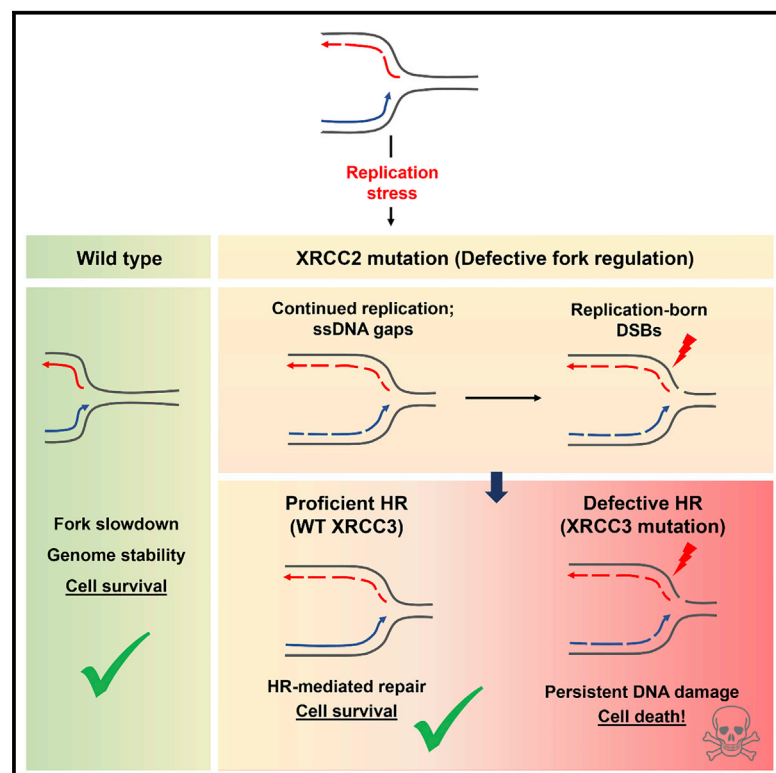 Replication
stress
Wild type
XRCC2 mutation (Defective fork regulation)
Continued replication;
ssDNA gaps
Replication-born
DSBs
Fork slowdown
Genome stability
Cell survival
Proficient HR
(WT XRCC3)
HR-mediated repair
Cell survival
Defective HR
(XRCC3 mutation)
Persistent DNA damage
Cell death!